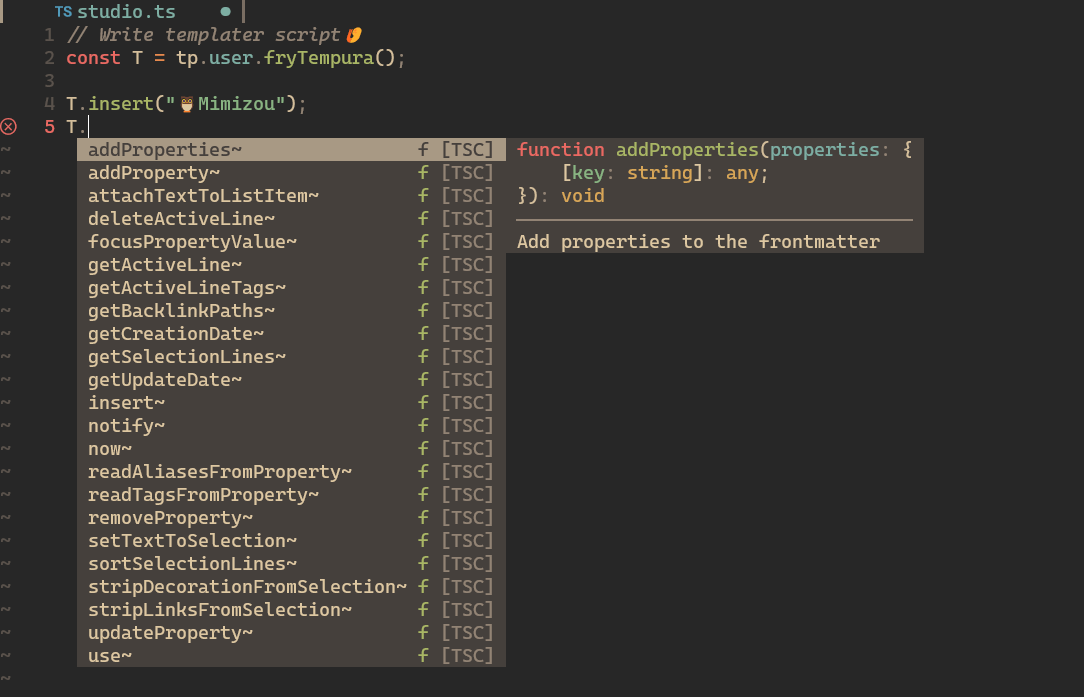 TS studio.ts ●
1 // Write templater script🍤
2 const T = tp.user.fryTempura();
3
4 T.insert("🦉Mimizou");
5 T.
~ addProperties~ f [TSC] function addProperties(properties: {
~ addProperty~ f [TSC] [key: string]: any;
~ attachTextToListItem~ f [TSC] }): void
~ deleteActiveLine~ f [TSC]
~ focusPropertyValue~ f [TSC] Add properties to the frontmatter
~ getActiveLine~ f [TSC]
~ getActiveLineTags~ f [TSC]
~ getBacklinkPaths~ f [TSC]
~ getCreationDate~ f [TSC]
~ getSelectionLines~ f [TSC]
~ getUpdateDate~ f [TSC]
~ insert~ f [TSC]
~ notify~ f [TSC]
~ now~ f [TSC]
~ readAliasesFromProperty~ f [TSC]
~ readTagsFromProperty~ f [TSC]
~ removeProperty~ f [TSC]
~ setTextToSelection~ f [TSC]
~ sortSelectionLines~ f [TSC]
~ stripDecorationFromSelection~ f [TSC]
~ stripLinksFromSelection~ f [TSC]
~ updateProperty~ f [TSC]
~ use~ f [TSC]
~